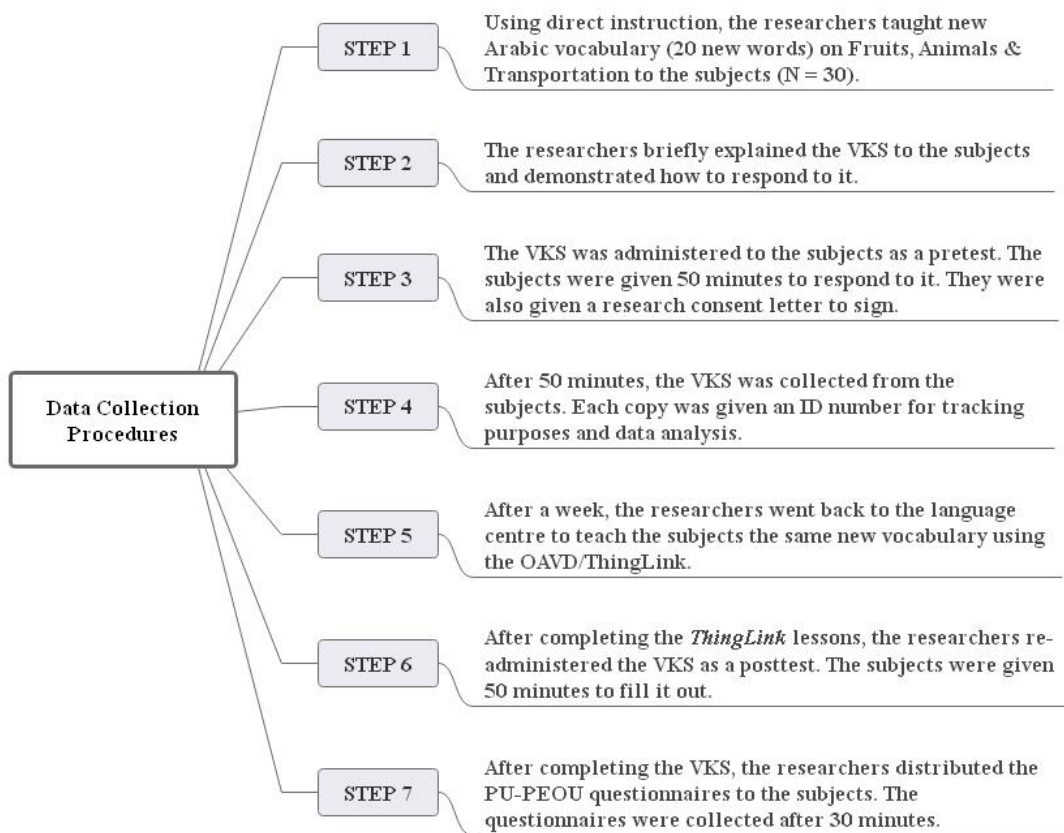 STEP 1
Using direct instruction, the researchers taught new
Arabic vocabulary (20 new words) on Fruits, Animals &
Transportation to the subjects (N = 30).
STEP 2
The researchers briefly explained the VKS to the subjects
and demonstrated how to respond to it.
STEP 3
The VKS was administered to the subjects as a pretest. The
subjects were given 50 minutes to respond to it. They were
also given a research consent letter to sign.
Data Collection
Procedures
STEP 4
After 50 minutes, the VKS was collected from the
subjects. Each copy was given an ID number for tracking
purposes and data analysis.
STEP 5
After a week, the researchers went back to the language
centre to teach the subjects the same new vocabulary using
the OAVD/ThingLink.
STEP 6
After completing the ThingLink lessons, the researchers re-
administered the VKS as a posttest. The subjects were given
50 minutes to fill it out.
STEP 7
After completing the VKS, the researchers distributed the
PU-PEOU questionnaires to the subjects. The
questionnaires were collected after 30 minutes.